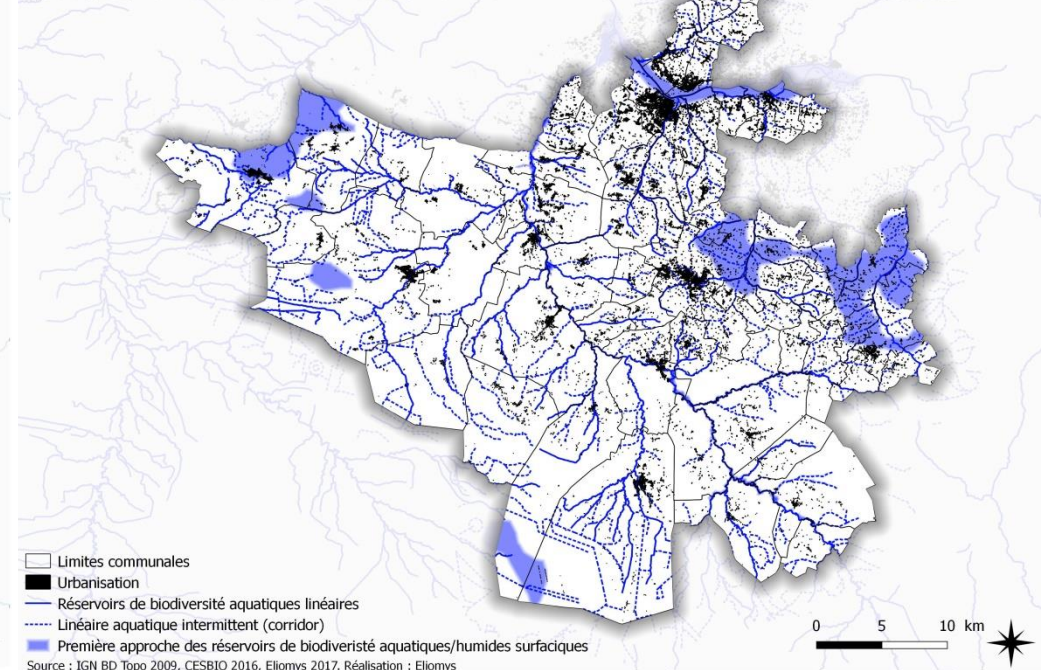 Limites communales
Urbanisation
Réservoirs de biodiversité aquatiques linéaires
Linéaire aquatique intermittent (corridor)
Première approche des réservoirs de biodiveristé aquatiques/humides surfaciques
Source : IGN BD Topo 2009, CESBIO 2016, Eliomys 2017, Réalisation : Eliomys
0 5 10 km